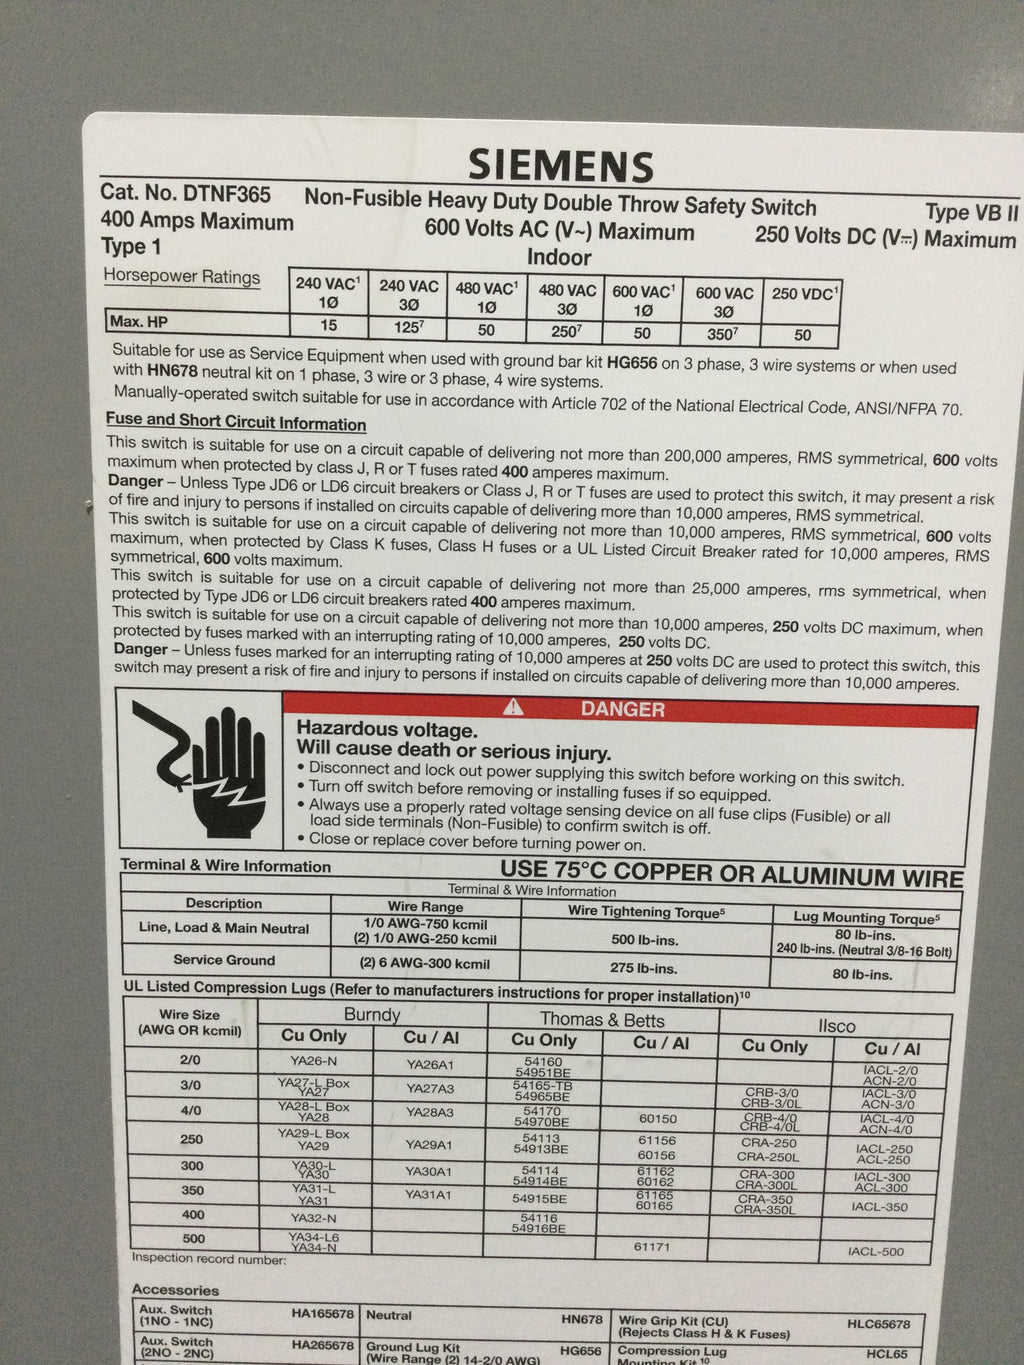 SIEMENS
Cat. No. DTNF365 Non-Fusible Heavy Duty Double Throw Safety Switch Type VB II
400 Amps Maximum 600 Volts AC (V~) Maximum 250 Volts DC (V⎓) Maximum
Type 1 Indoor
Horsepower Ratings 240 VAC¹ 1Ø 240 VAC 3Ø 480 VAC¹ 1Ø 480 VAC 3Ø 600 VAC¹ 1Ø 600 VAC 3Ø 250 VDC¹
Max. HP 15 125⁷ 50 250⁷ 50 350⁷ 50
Suitable for use as Service Equipment when used with ground bar kit HG656 on 3 phase, 3 wire systems or when used
with HN678 neutral kit on 1 phase, 3 wire or 3 phase, 4 wire systems.
Manually-operated switch suitable for use in accordance with Article 702 of the National Electrical Code, ANSI/NFPA 70.
Fuse and Short Circuit Information
This switch is suitable for use on a circuit capable of delivering not more than 200,000 amperes, RMS symmetrical, 600 volts
maximum when protected by class J, R or T fuses rated 400 amperes maximum.
Danger – Unless Type JD6 or LD6 circuit breakers or Class J, R or T fuses are used to protect this switch, it may present a risk
of fire and injury to persons if installed on circuits capable of delivering more than 10,000 amperes, RMS symmetrical.
This switch is suitable for use on a circuit capable of delivering not more than 10,000 amperes, RMS symmetrical, 600 volts
maximum, when protected by Class K fuses, Class H fuses or a UL Listed Circuit Breaker rated for 10,000 amperes, RMS
symmetrical, 600 volts maximum.
This switch is suitable for use on a circuit capable of delivering not more than 25,000 amperes, rms symmetrical, when
protected by Type JD6 or LD6 circuit breakers rated 400 amperes maximum.
This switch is suitable for use on a circuit capable of delivering not more than 10,000 amperes, 250 volts DC maximum, when
protected by fuses marked with an interrupting rating of 10,000 amperes, 250 volts DC.
Danger – Unless fuses marked for an interrupting rating of 10,000 amperes at 250 volts DC are used to protect this switch, this
switch may present a risk of fire and injury to persons if installed on circuits capable of delivering more than 10,000 amperes.
DANGER
Hazardous voltage.
Will cause death or serious injury.
• Disconnect and lock out power supplying this switch before working on this switch.
• Turn off switch before removing or installing fuses if so equipped.
• Always use a properly rated voltage sensing device on all fuse clips (Fusible) or all
load side terminals (Non-Fusible) to confirm switch is off.
• Close or replace cover before turning power on.
Terminal & Wire Information USE 75°C COPPER OR ALUMINUM WIRE
Terminal & Wire Information
Description Wire Range Wire Tightening Torque⁵ Lug Mounting Torque⁵
Line, Load & Main Neutral 1/0 AWG-750 kcmil (2) 1/0 AWG-250 kcmil 500 lb-ins. 80 lb-ins. 240 lb-ins. (Neutral 3/8-16 Bolt)
Service Ground (2) 6 AWG-300 kcmil 275 lb-ins. 80 lb-ins.
UL Listed Compression Lugs (Refer to manufacturers instructions for proper installation)¹⁰
Wire Size (AWG OR kcmil) Burndy Thomas & Betts Ilsco
Cu Only Cu / Al Cu Only Cu / Al Cu Only Cu / Al
2/0 YA26-N YA26A1 54160 54951BE IACL-2/0 ACN-2/0
3/0 YA27-L Box YA27 YA27A3 54165-TB 54965BE CRB-3/0 CRB-3/0L IACL-3/0 ACN-3/0
4/0 YA28-L Box YA28 YA28A3 54170 54970BE 60150 CRB-4/0 CRB-4/0L IACL-4/0 ACN-4/0
250 YA29-L Box YA29 YA29A1 54113 54913BE 61156 60156 CRA-250 CRA-250L IACL-250 ACL-250
300 YA30-L YA30 YA30A1 54114 54914BE 61162 60162 CRA-300 CRA-300L IACL-300 ACL-300
350 YA31-L YA31 YA31A1 54915BE 61165 60165 CRA-350 CRA-350L IACL-350
400 YA32-N 54116 54916BE
500 YA34-L6 YA34-N 61171 IACL-500
Inspection record number:
Accessories
Aux. Switch (1NO - 1NC) HA165678 Neutral HN678 Wire Grip Kit (CU) (Rejects Class H & K Fuses) HLC65678
Aux. Switch (2NO - 2NC) HA265678 Ground Lug Kit (Wire Range (2) 14-2/0 AWG) HG656 Compression Lug Mounting Kit ¹⁰ HCL65